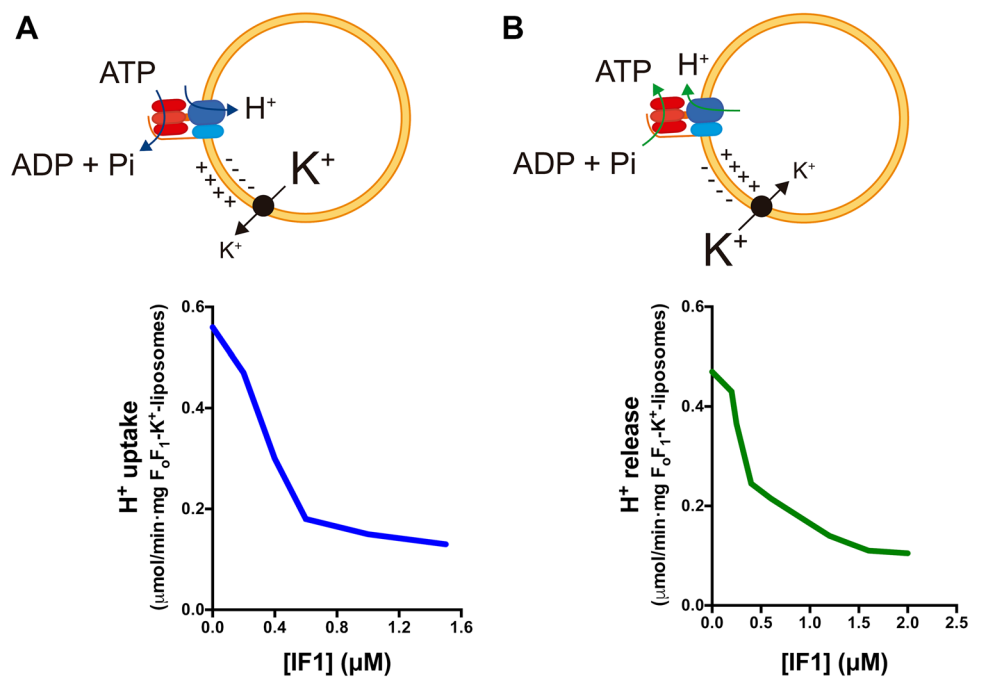 A
ATP
H⁺
ADP + Pi
- - - -
+ + + +
K⁺
K⁺
0.6
0.4
0.2
0.0
H⁺ uptake
(µmol/min·mg FₒF₁-K⁺-liposomes)
0.0 0.4 0.8 1.2 1.6
[IF1] (µM)
B
ATP
H⁺
ADP + Pi
+ + + +
- - - -
K⁺
K⁺
0.6
0.4
0.2
0.0
H⁺ release
(µmol/min·mg FₒF₁-K⁺-liposomes)
0.0 0.5 1.0 1.5 2.0 2.5
[IF1] (µM)